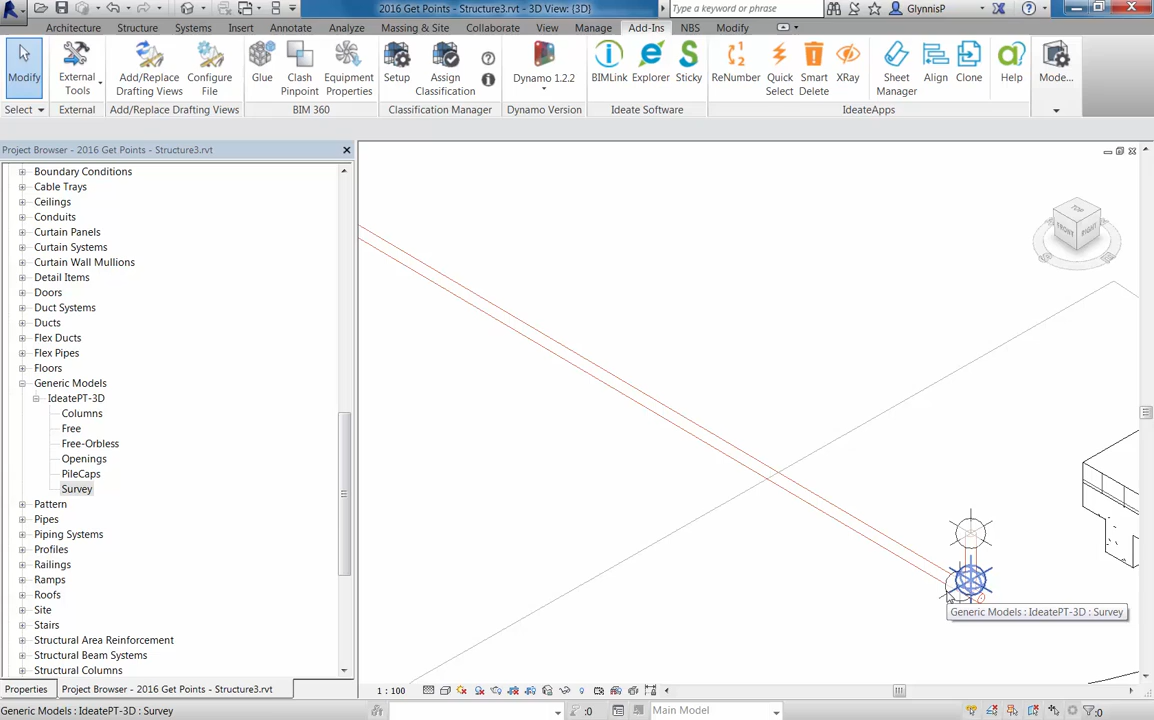 2016 Get Points - Structure3.rvt - 3D View: {3D}
Type a keyword or phrase
GlynnisP
Architecture Structure Systems Insert Annotate Analyze Massing & Site Collaborate View Manage Add-Ins NBS Modify
Modify
External Tools
Add/Replace Drafting Views
Configure File
Glue
Clash Pinpoint
Equipment Properties
Setup
Assign Classification
Dynamo 1.2.2
BIMLink
Explorer
Sticky
ReNumber
Quick Select
Smart Delete
XRay
Sheet Manager
Align
Clone
Help
Mode...
Select External Add/Replace Drafting Views BIM 360 Classification Manager Dynamo Version Ideate Software IdeateApps
Project Browser - 2016 Get Points - Structure3.rvt
Boundary Conditions
Cable Trays
Ceilings
Conduits
Curtain Panels
Curtain Systems
Curtain Wall Mullions
Detail Items
Doors
Duct Systems
Ducts
Flex Ducts
Flex Pipes
Floors
Generic Models
IdeatePT-3D
Columns
Free
Free-Orbless
Openings
PileCaps
Survey
Pattern
Pipes
Piping Systems
Profiles
Railings
Ramps
Roofs
Site
Stairs
Structural Area Reinforcement
Structural Beam Systems
Structural Columns
TOP
FRONT
RIGHT
Generic Models : IdeatePT-3D : Survey
Properties
Project Browser - 2016 Get Points - Structure3.rvt
1 : 100
Generic Models : IdeatePT-3D : Survey
:0
Main Model
:0